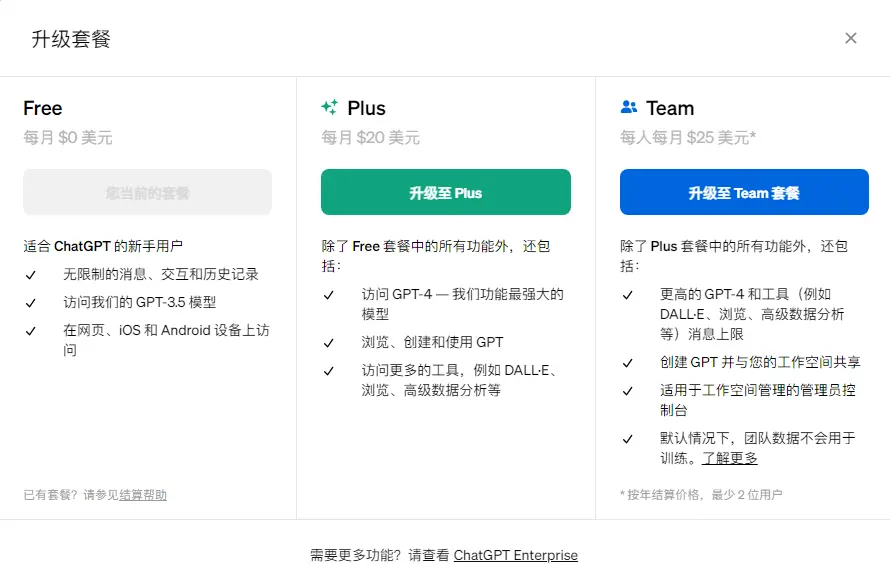 升级套餐
Free
每月 $0 美元
您当前的套餐
适合 ChatGPT 的新手用户
无限制的消息、交互和历史记录
访问我们的 GPT-3.5 模型
在网页、iOS 和 Android 设备上访
问
已有套餐？请参见结算帮助
Plus
每月 $20 美元
升级至 Plus
除了 Free 套餐中的所有功能外，还包
括：
访问 GPT-4 — 我们功能最强大的
模型
浏览、创建和使用 GPT
访问更多的工具，例如 DALL·E、
浏览、高级数据分析等
Team
每人每月 $25 美元*
升级至 Team 套餐
除了 Plus 套餐中的所有功能外，还包
括：
更高的 GPT-4 和工具（例如
DALL·E、浏览、高级数据分析
等）消息上限
创建 GPT 并与您的工作空间共享
适用于工作空间管理的管理员控
制台
默认情况下，团队数据不会用于
训练。了解更多
* 按年结算价格，最少 2 位用户
需要更多功能？请查看 ChatGPT Enterprise